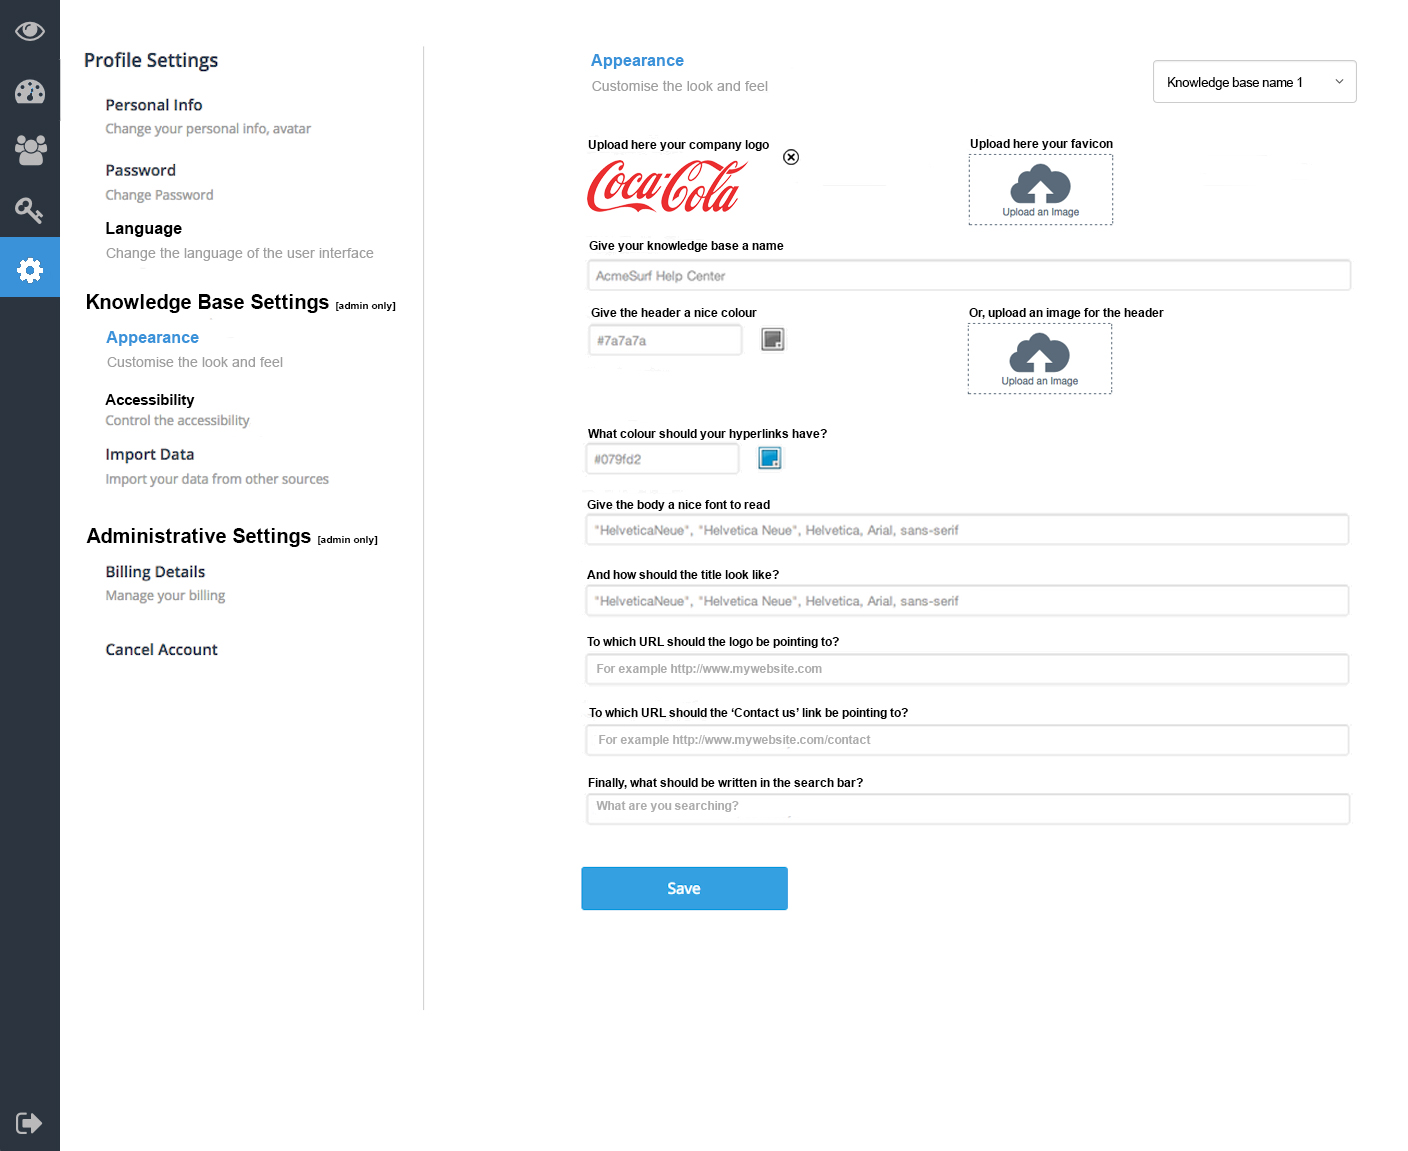 Profile Settings
Personal Info
Change your personal info, avatar
Password
Change Password
Language
Change the language of the user interface
Knowledge Base Settings [admin only]
Appearance
Customise the look and feel
Accessibility
Control the accessibility
Import Data
Import your data from other sources
Administrative Settings [admin only]
Billing Details
Manage your billing
Cancel Account
Appearance
Customise the look and feel
Knowledge base name 1
Upload here your company logo
Coca-Cola
Upload here your favicon
Upload an Image
Give your knowledge base a name
AcmeSurf Help Center
Give the header a nice colour
#7a7a7a
Or, upload an image for the header
Upload an Image
What colour should your hyperlinks have?
#079fd2
Give the body a nice font to read
"HelveticaNeue", "Helvetica Neue", Helvetica, Arial, sans-serif
And how should the title look like?
"HelveticaNeue", "Helvetica Neue", Helvetica, Arial, sans-serif
To which URL should the logo be pointing to?
For example http://www.mywebsite.com
To which URL should the ‘Contact us’ link be pointing to?
For example http://www.mywebsite.com/contact
Finally, what should be written in the search bar?
What are you searching?
Save